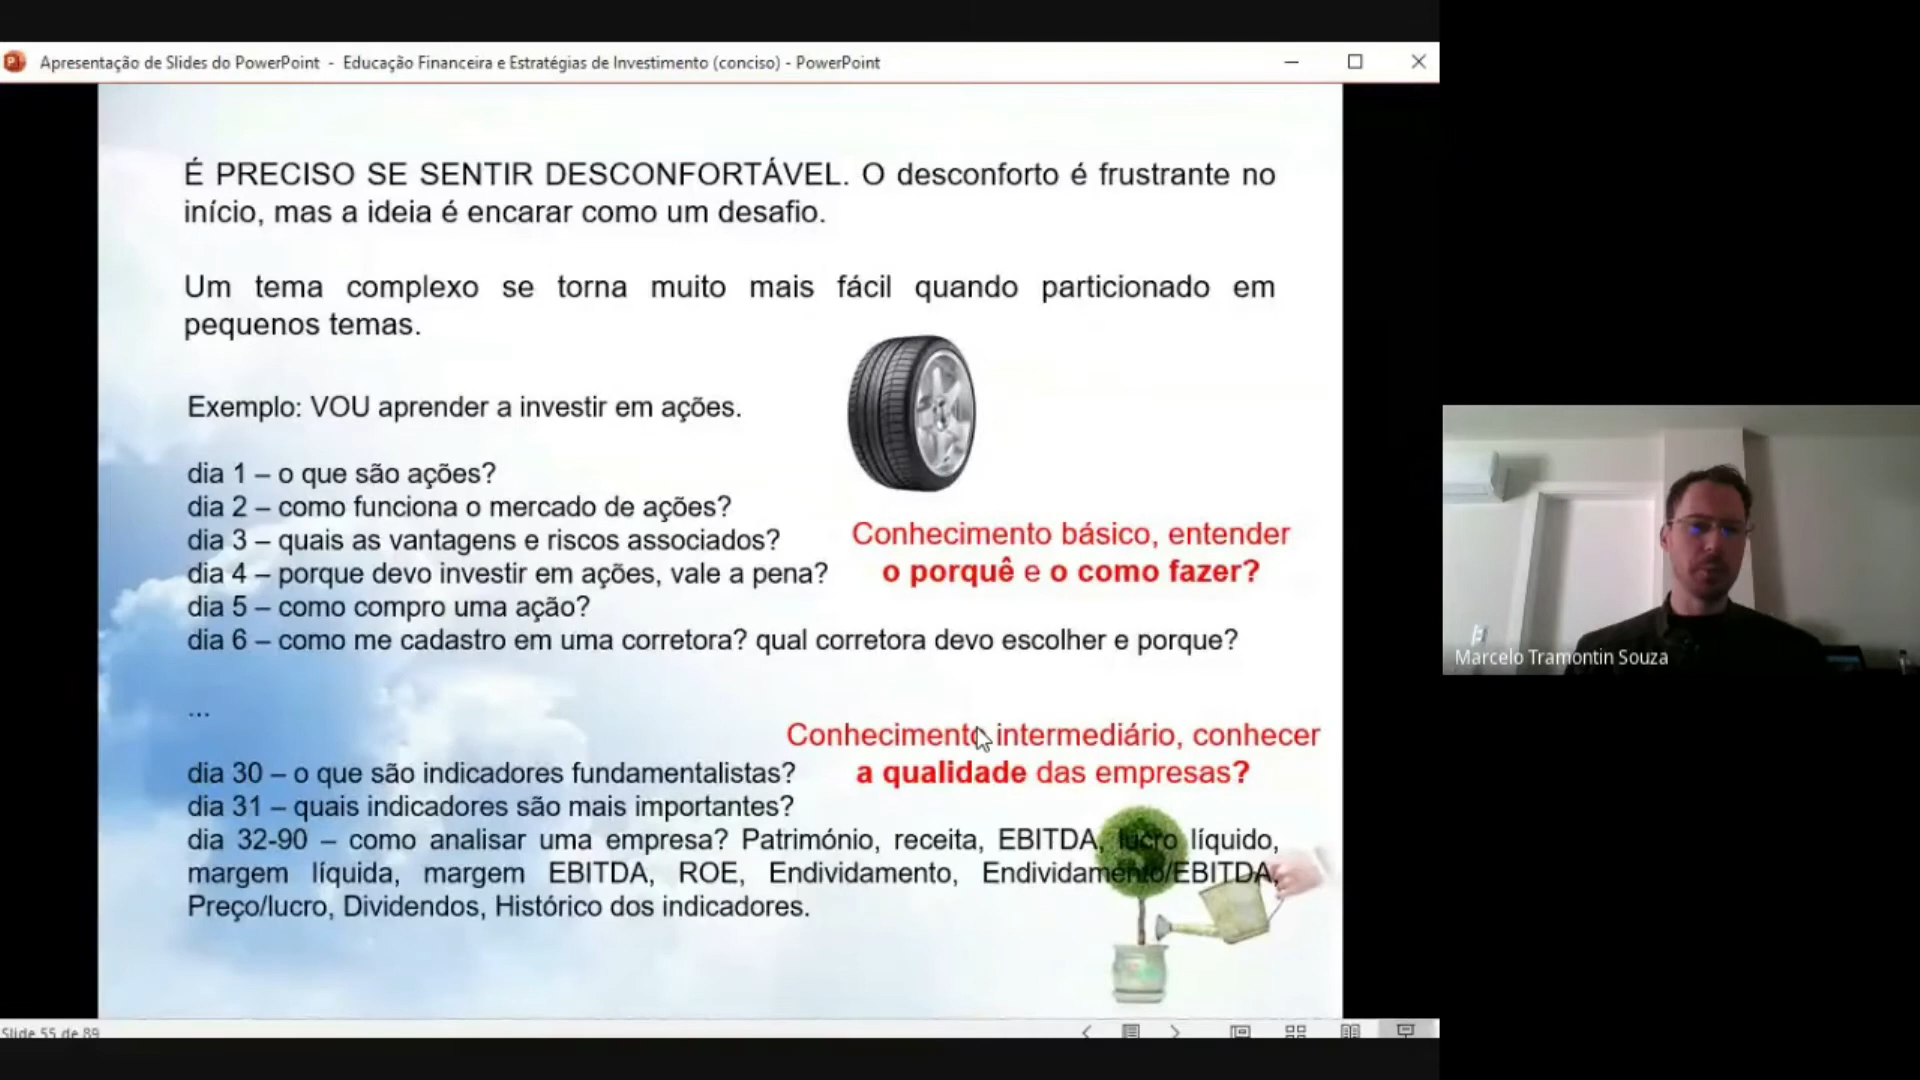 Apresentação de Slides do PowerPoint - Educação Financeira e Estratégias de Investimento (conciso) - PowerPoint
É PRECISO SE SENTIR DESCONFORTÁVEL. O desconforto é frustrante no
início, mas a ideia é encarar como um desafio.
Um tema complexo se torna muito mais fácil quando particionado em
pequenos temas.
Exemplo: VOU aprender a investir em ações.
dia 1 – o que são ações?
dia 2 – como funciona o mercado de ações?
dia 3 – quais as vantagens e riscos associados?
dia 4 – porque devo investir em ações, vale a pena?
dia 5 – como compro uma ação?
dia 6 – como me cadastro em uma corretora? qual corretora devo escolher e porque?
Conhecimento básico, entender
o porquê e o como fazer?
...
Conhecimento intermediário, conhecer
a qualidade das empresas?
dia 30 – o que são indicadores fundamentalistas?
dia 31 – quais indicadores são mais importantes?
dia 32-90 – como analisar uma empresa? Património, receita, EBITDA, lucro líquido,
margem líquida, margem EBITDA, ROE, Endividamento, Endividamento/EBITDA,
Preço/lucro, Dividendos, Histórico dos indicadores.
Slide 55 de 89
Marcelo Tramontin Souza